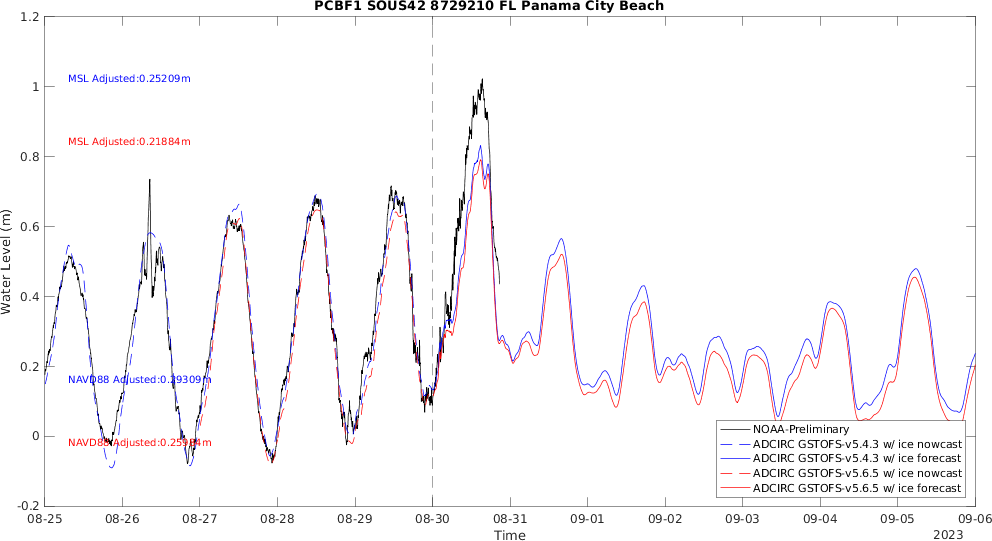 PCBF1 SOUS42 8729210 FL Panama City Beach
1.2
1
0.8
0.6
0.4
0.2
0
-0.2
Water Level (m)
MSL Adjusted:0.25209m
MSL Adjusted:0.21884m
NAVD88 Adjusted:0.29309m
NAVD88 Adjusted:0.25984m
NOAA-Preliminary
ADCIRC GSTOFS-v5.4.3 w/ ice nowcast
ADCIRC GSTOFS-v5.4.3 w/ ice forecast
ADCIRC GSTOFS-v5.6.5 w/ ice nowcast
ADCIRC GSTOFS-v5.6.5 w/ ice forecast
08-25 08-26 08-27 08-28 08-29 08-30 08-31 09-01 09-02 09-03 09-04 09-05 09-06
Time
2023